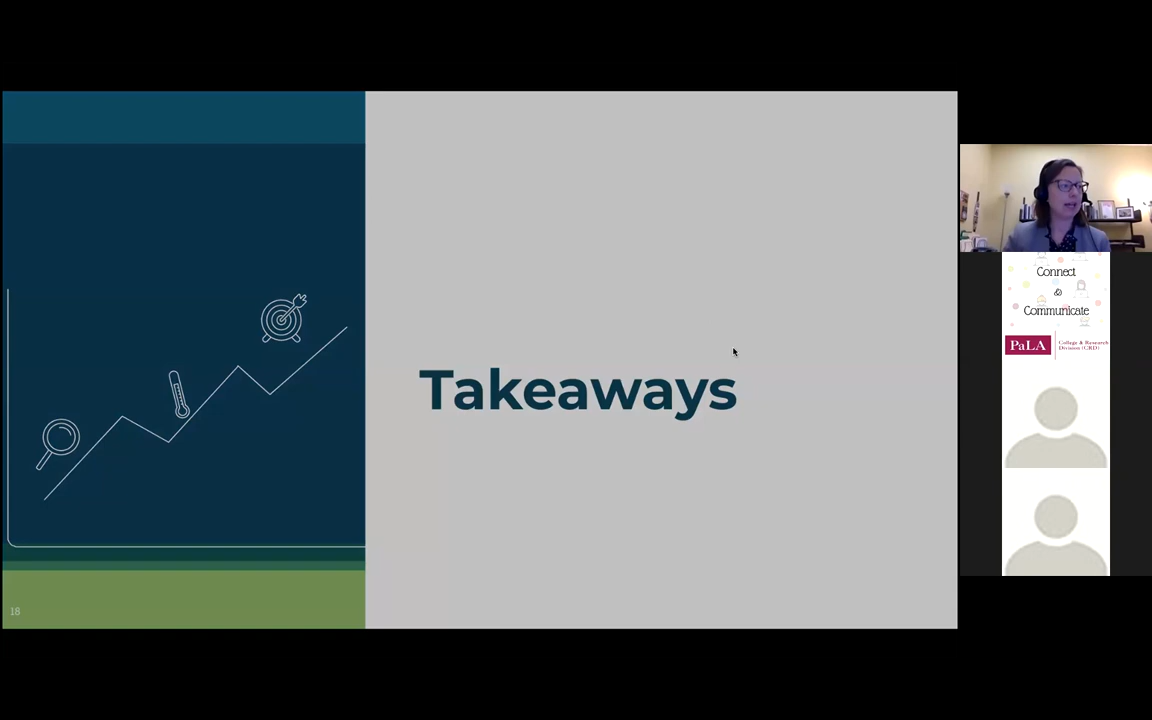 Takeaways
18
Connect
&
Communicate
PaLA
College & Research
Division (CRD)